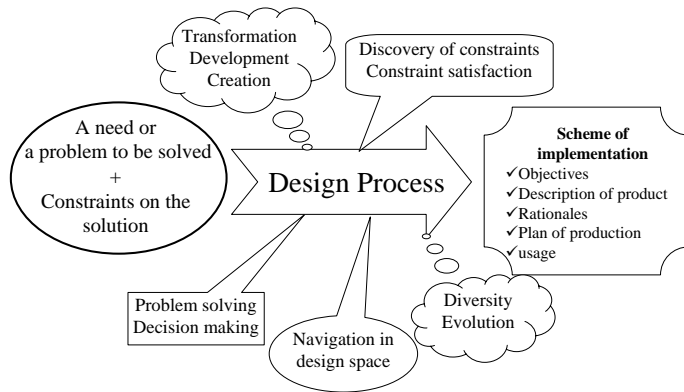 Transformation
Development
Creation
Discovery of constraints
Constraint satisfaction
A need or
a problem to be solved
+
Constraints on the
solution
Design Process
Scheme of
implementation
✓Objectives
✓Description of product
✓Rationales
✓Plan of production
✓usage
Problem solving
Decision making
Navigation in
design space
Diversity
Evolution